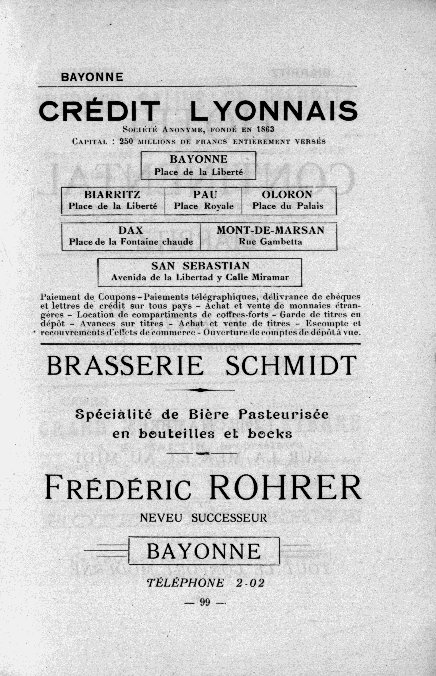 BAYONNE
CRÉDIT LYONNAIS
SOCIÉTÉ ANONYME, FONDÉ EN 1863
CAPITAL : 250 MILLIONS DE FRANCS ENTIEREMENT VERSÉS
BAYONNE
Place de la Liberté
BIARRITZ PAU OLORON
Place de la Liberté Place Royale Place du Palais
DAX MONT-DE-MARSAN
Place de la Fontaine chaude Rue Gambetta
SAN SEBASTIAN
Avenida de la Libertad y Calle Miramar
Paiement de Coupons - Paiements télégraphiques, délivrance de chèques
et lettres de crédit sur tous pays - Achat et vente de monnaies étran-
gères - Location de compartiments de coffres-forts - Garde de titres en
dépôt - Avances sur titres - Achat et vente de titres - Escompte et
recouvrements d'effets de commerce - Ouverture de comptes de dépôt à vue.
BRASSERIE SCHMIDT
Spécialité de Bière Pasteurisée
en bouteilles et bocks
FRÉDÉRIC ROHRER
NEVEU SUCCESSEUR
BAYONNE
TÉLÉPHONE 2-02
— 99 —